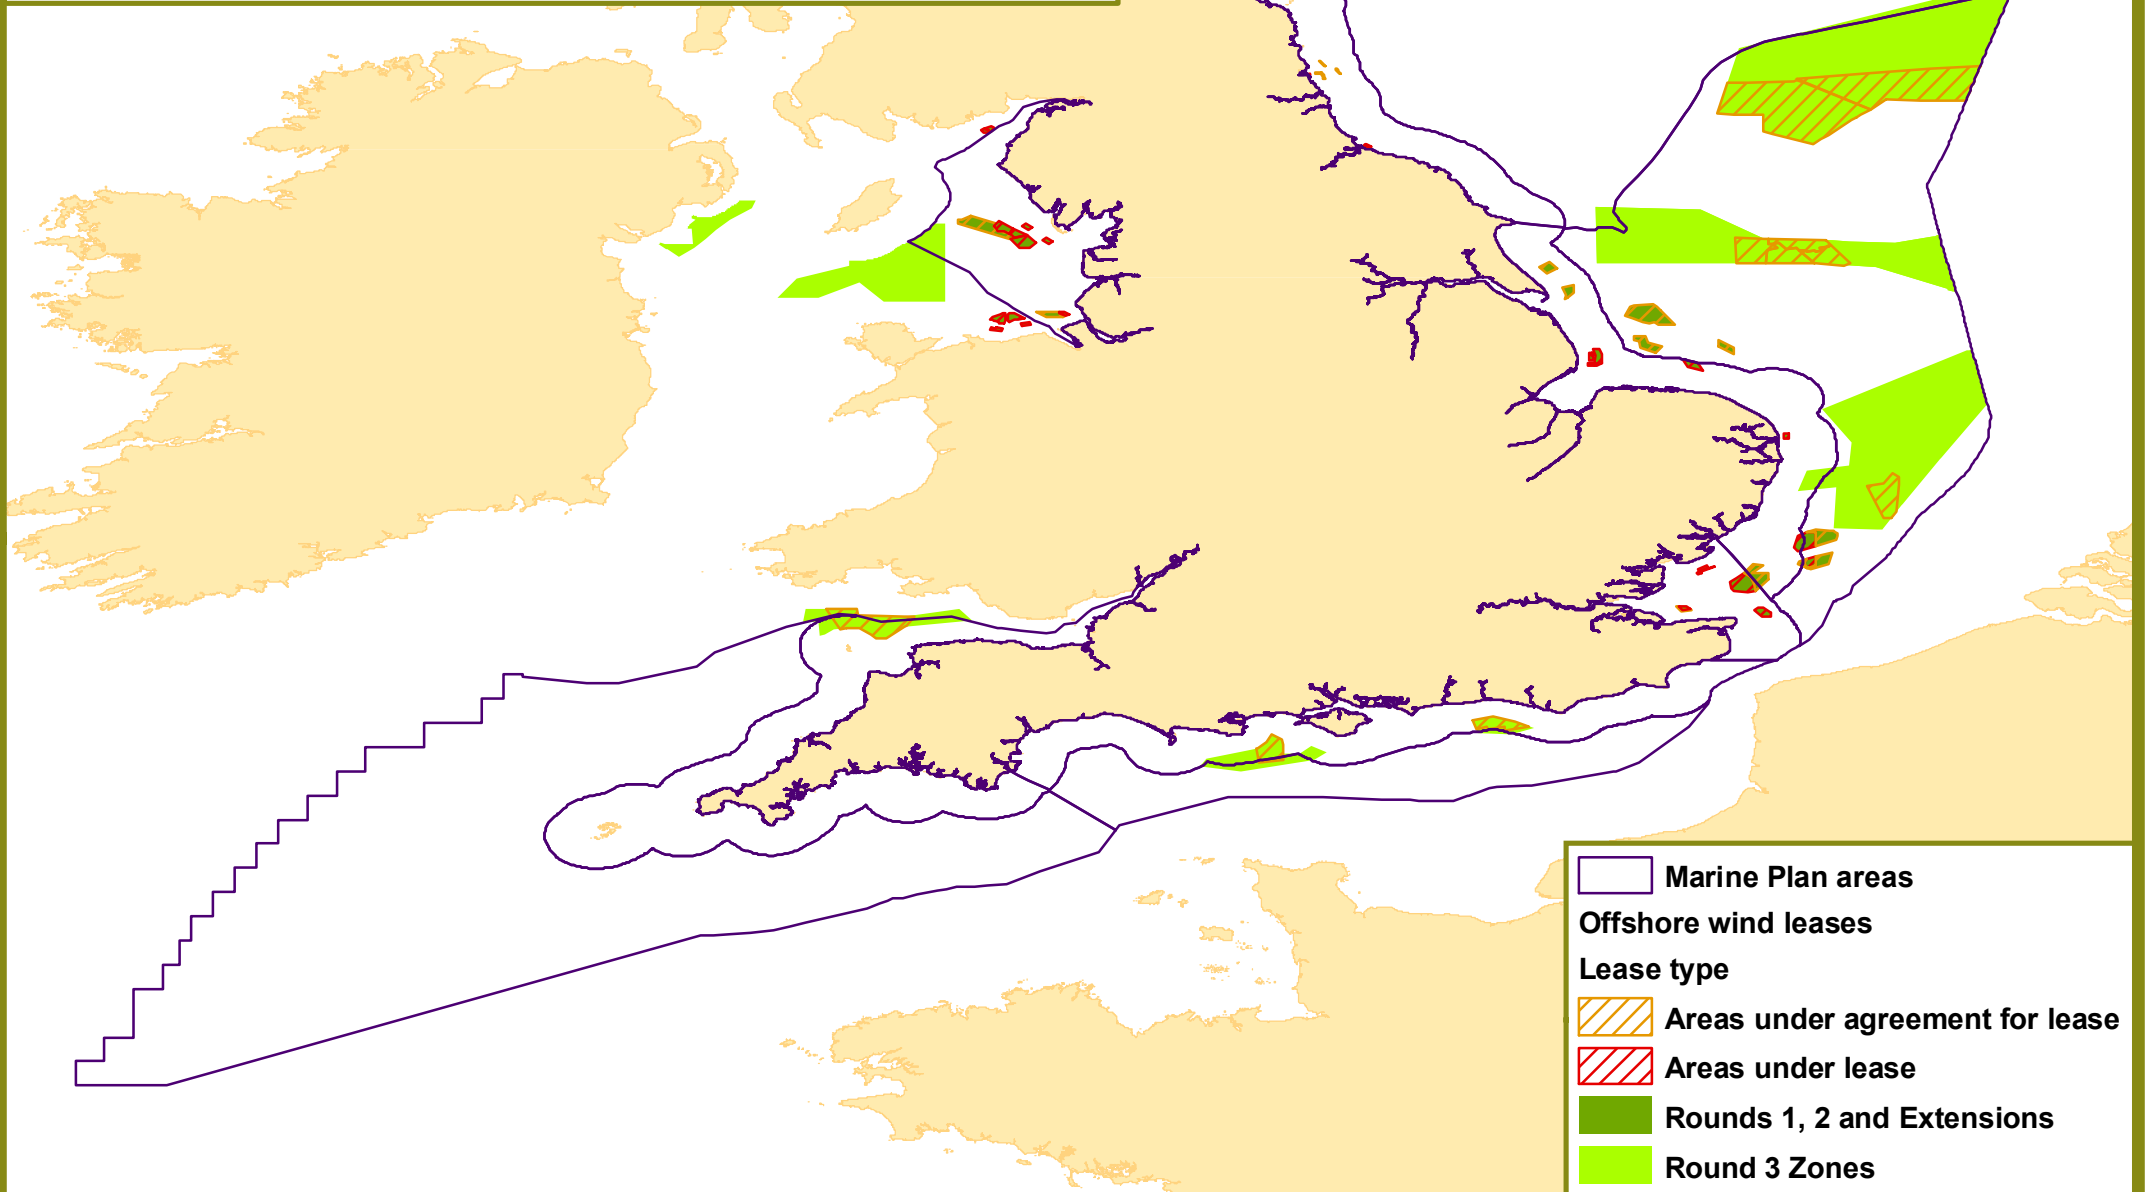 Marine Plan areas
Offshore wind leases
Lease type
Areas under agreement for lease
Areas under lease
Rounds 1, 2 and Extensions
Round 3 Zones